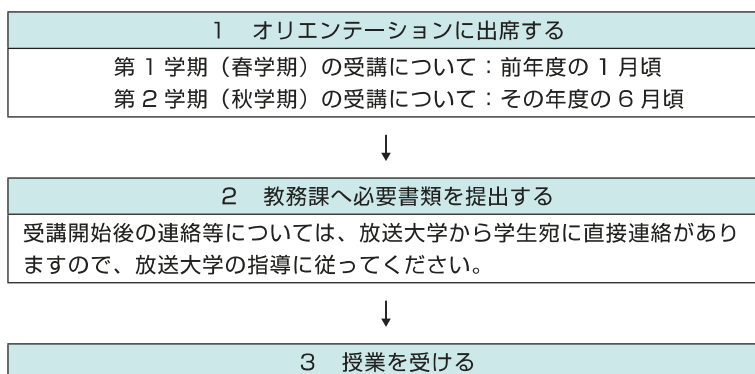 1 オリエンテーションに出席する
第1学期（春学期）の受講について：前年度の1月頃
第2学期（秋学期）の受講について：その年度の6月頃
2 教務課へ必要書類を提出する
受講開始後の連絡等については、放送大学から学生宛に直接連絡があり
ますので、放送大学の指導に従ってください。
3 授業を受ける